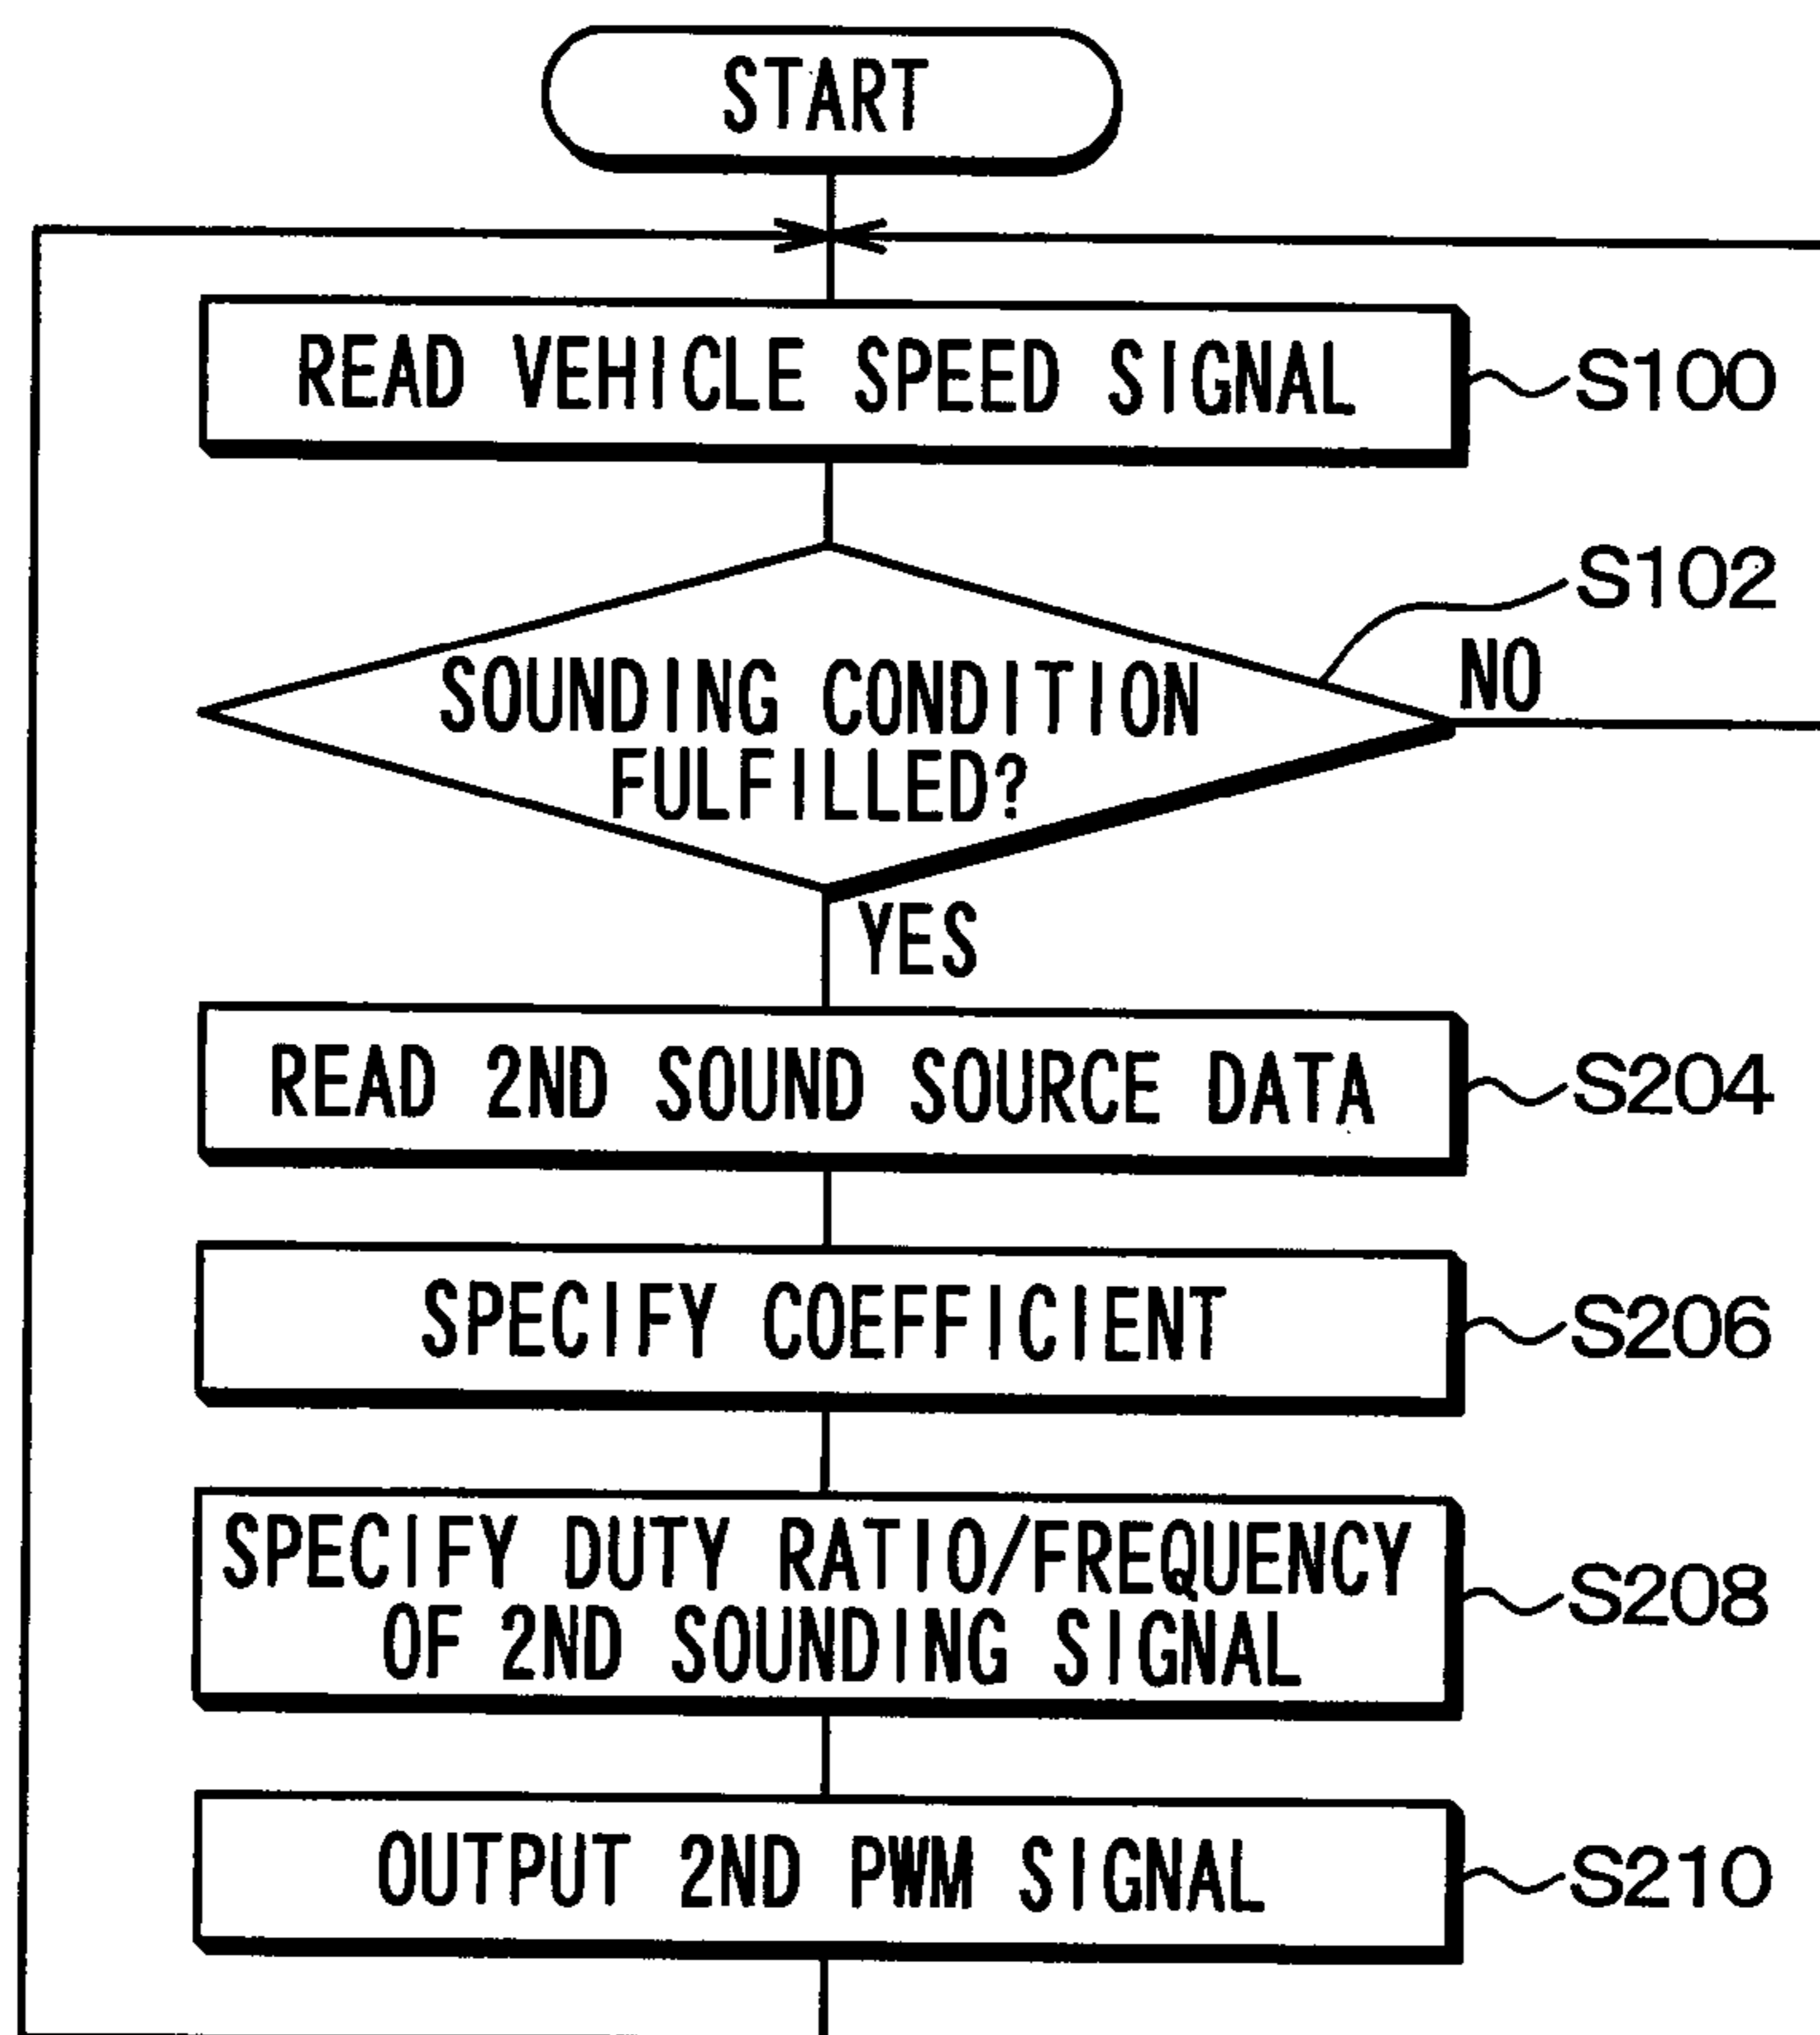 START
READ VEHICLE SPEED SIGNAL
S100
S102
SOUNDING CONDITION
FULFILLED?
NO
YES
READ 2ND SOUND SOURCE DATA
S204
SPECIFY COEFFICIENT
S206
SPECIFY DUTY RATIO/FREQUENCY
OF 2ND SOUNDING SIGNAL
S208
OUTPUT 2ND PWM SIGNAL
S210